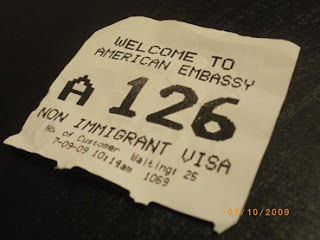 WELCOME TO
AMERICAN EMBASSY
A 126
NON IMMIGRANT VISA
No. of Customer Waiting: 25
7-09-09 10:14am 1069
07/10/2009